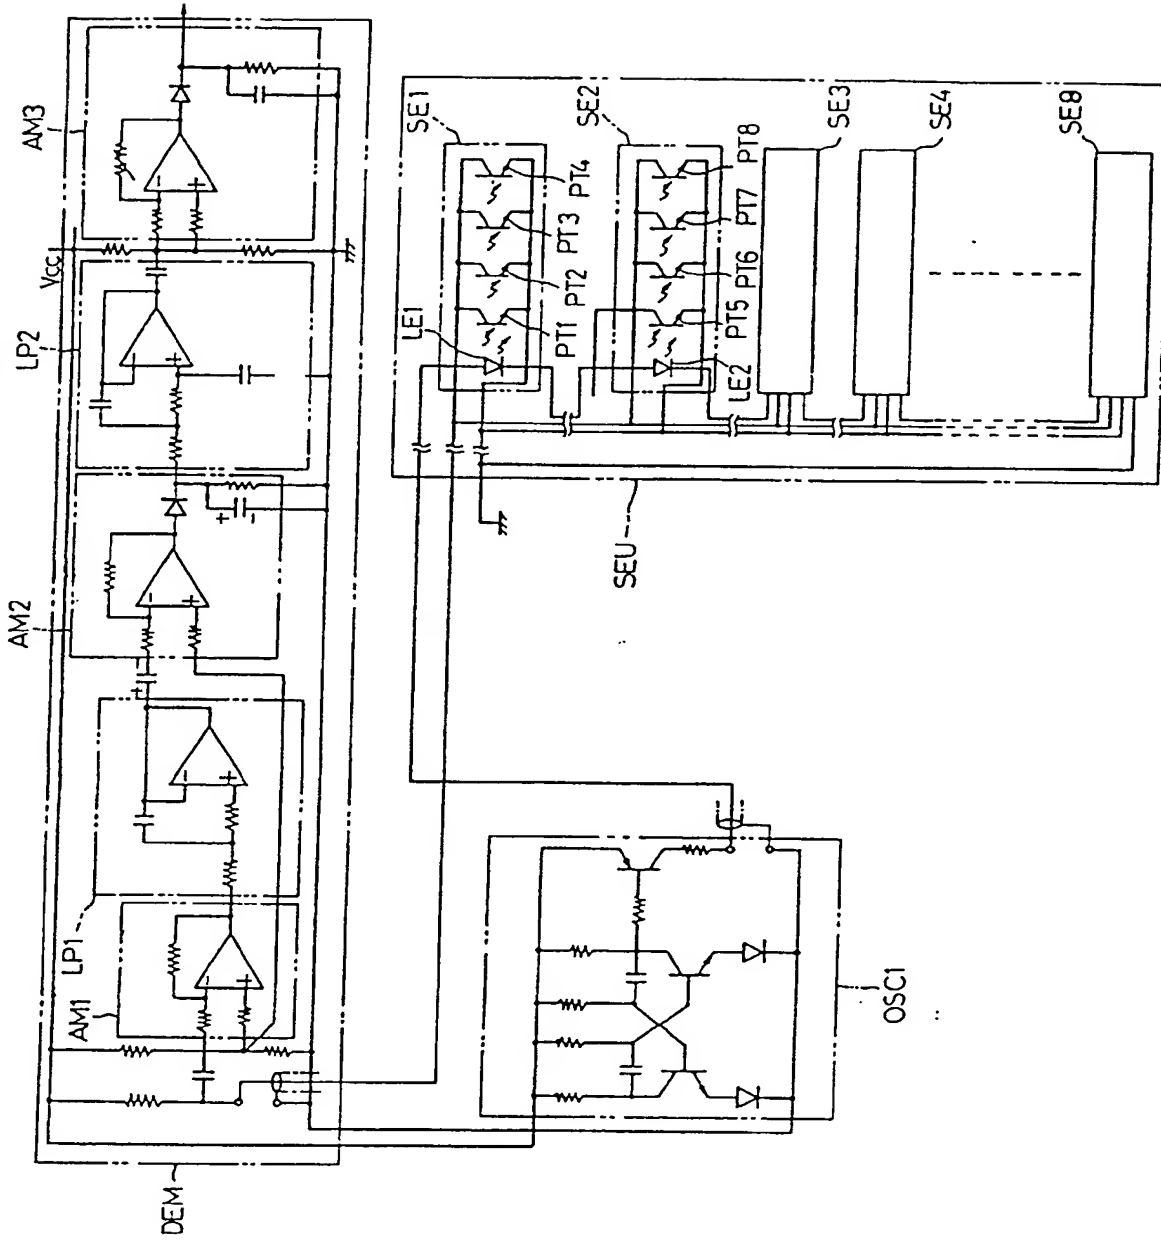 AM3
Vcc
LP2
AM2
LP1
AM1
DEM
SE1
PT4
PT3
PT2
PT1
LE1
SE2
PT8
PT7
PT6
PT5
LE2
SE3
SE4
SE8
SEU
OSC1